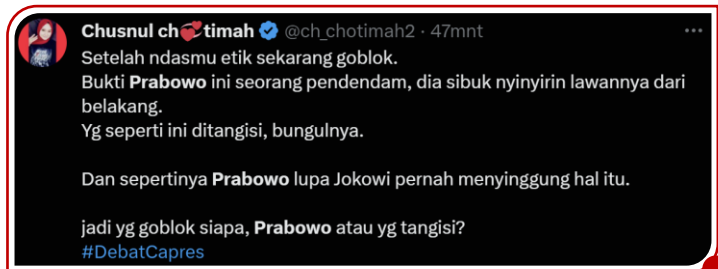 Chusnul ch❤️timah @ch_chotimah2 · 47mnt
Setelah ndasmu etik sekarang goblok.
Bukti Prabowo ini seorang pendendam, dia sibuk nyinyirin lawannya dari
belakang.
Yg seperti ini ditangisi, bungulnya.
Dan sepertinya Prabowo lupa Jokowi pernah menyinggung hal itu.
jadi yg goblok siapa, Prabowo atau yg tangisi?
#DebatCapres